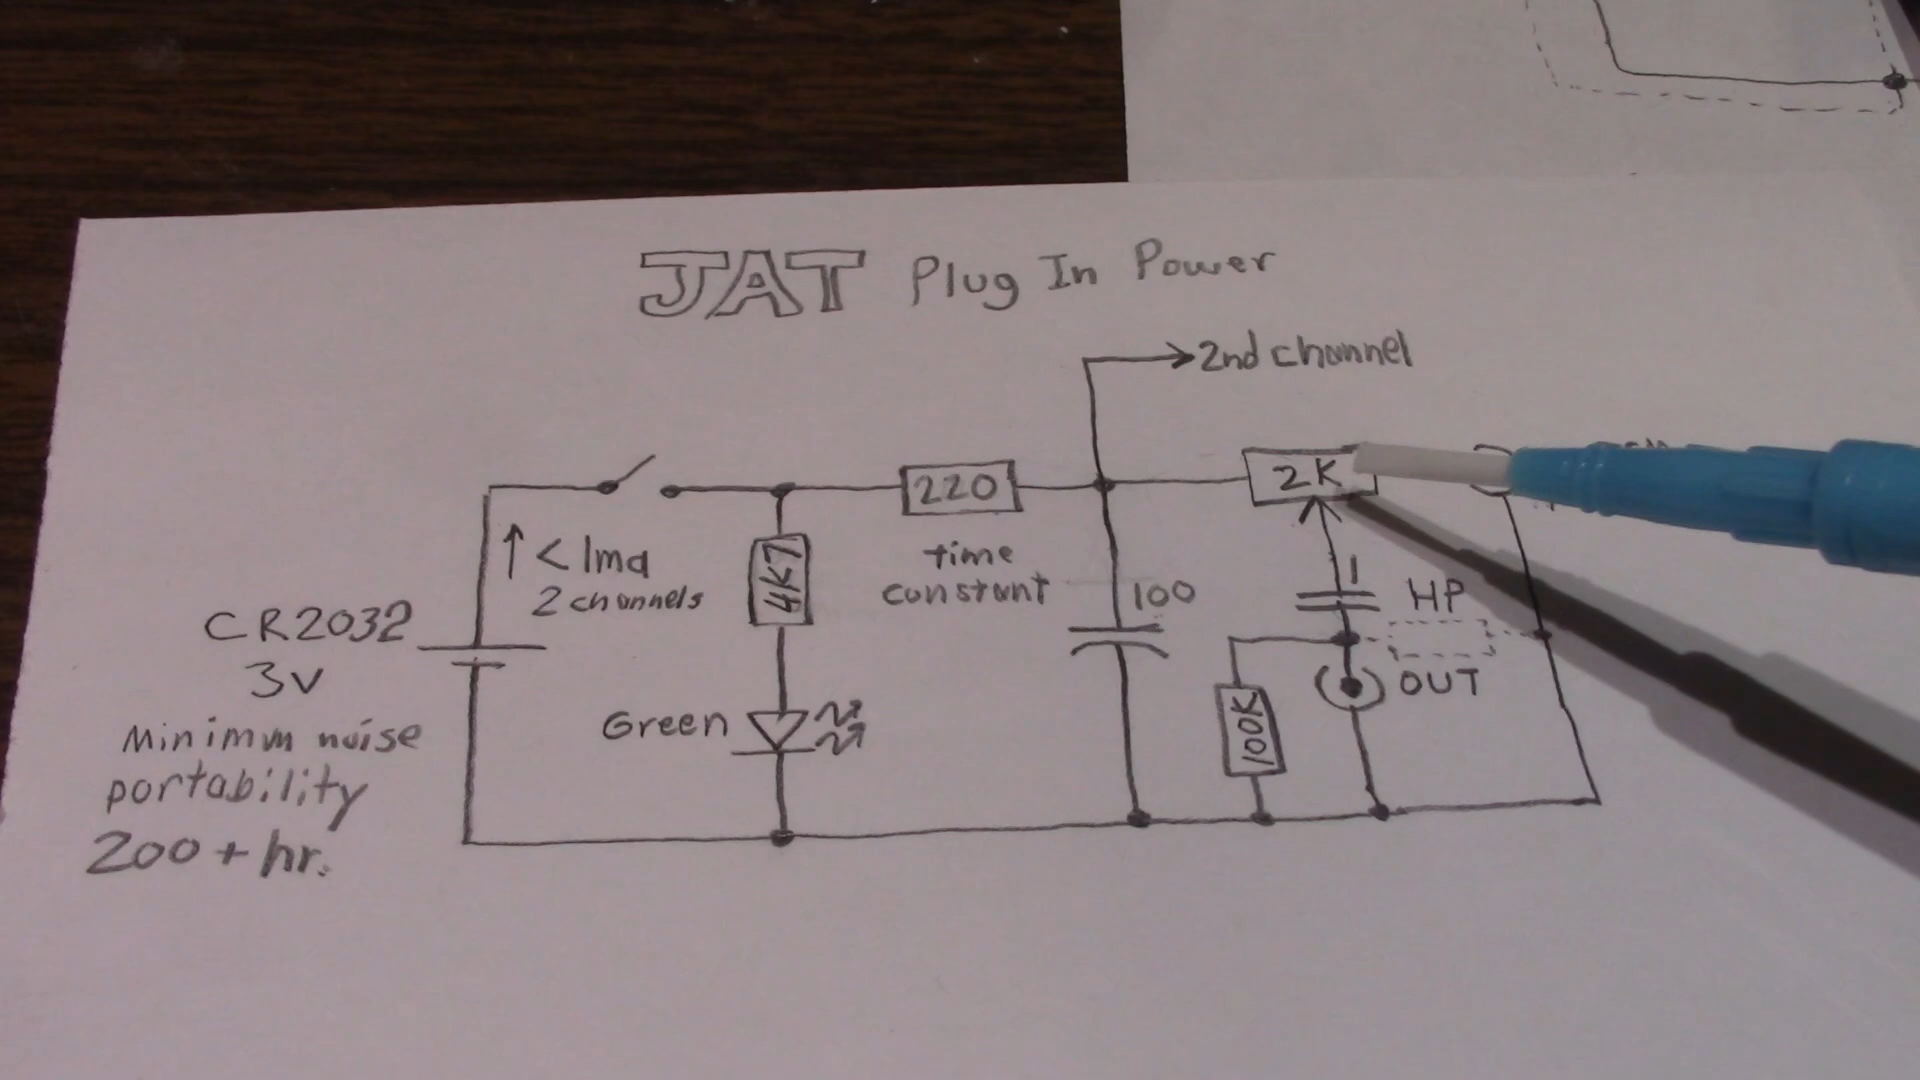 JAT Plug In Power
2nd channel
220
2K
↑ < 1ma
2 channels
4K7
time
constant
100
1
HP
CR2032
3v
OUT
Green
100K
Minimm noise
portability
200+ hr.